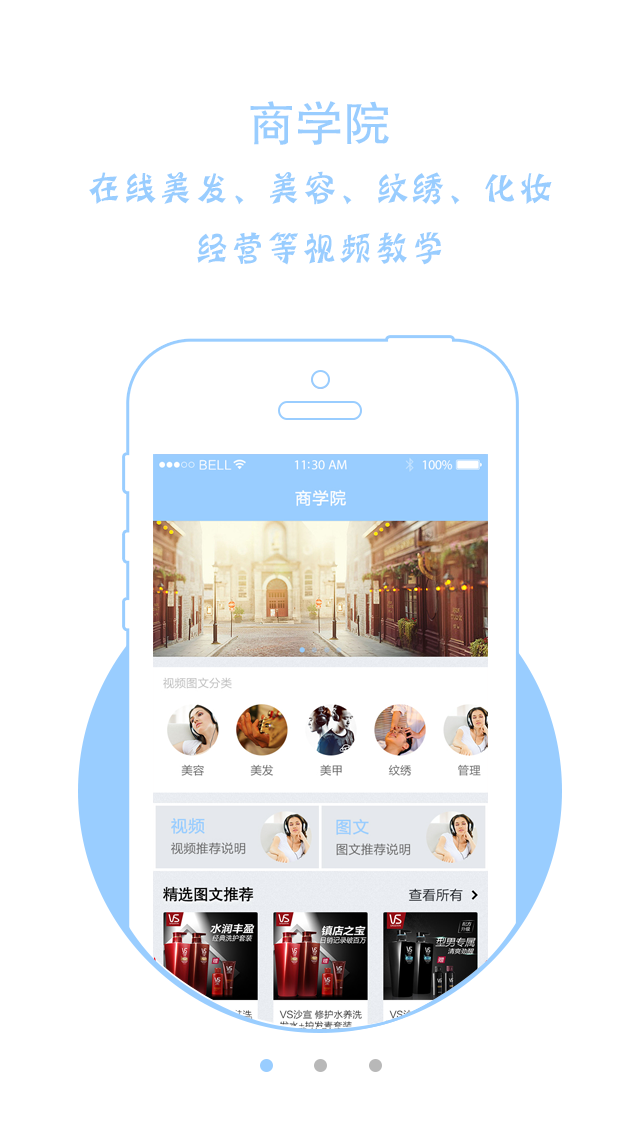 商学院
在线美发、美容、纹绣、化妆
经营等视频教学
BELL 11:30 AM 100%
商学院
视频图文分类
美容 美发 美甲 纹绣 管理
视频 图文
视频推荐说明 图文推荐说明
精选图文推荐 查看所有
VS 水润丰盈 VS 镇店之宝 VS
经典洗护套装 日销记录破百万 型男专属
清爽劲酷
VS沙宣 修护水养洗 VS沙
发水+护发素套装